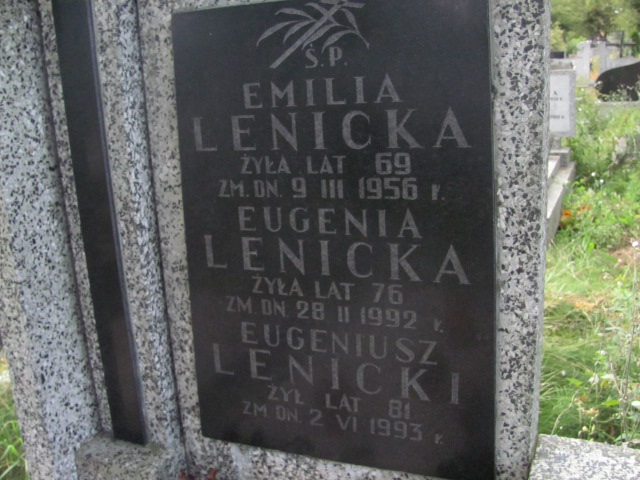 Ś.P.
EMILIA
LENICKA
ŻYŁA LAT 69
ZM. DN. 9 III 1956 r.
EUGENIA
LENICKA
ŻYŁA LAT 76
ZM. DN. 28 II 1992 r.
EUGENIUSZ
LENICKI
ŻYŁ LAT 81
ZM. DN. 2 VI 1993 r.